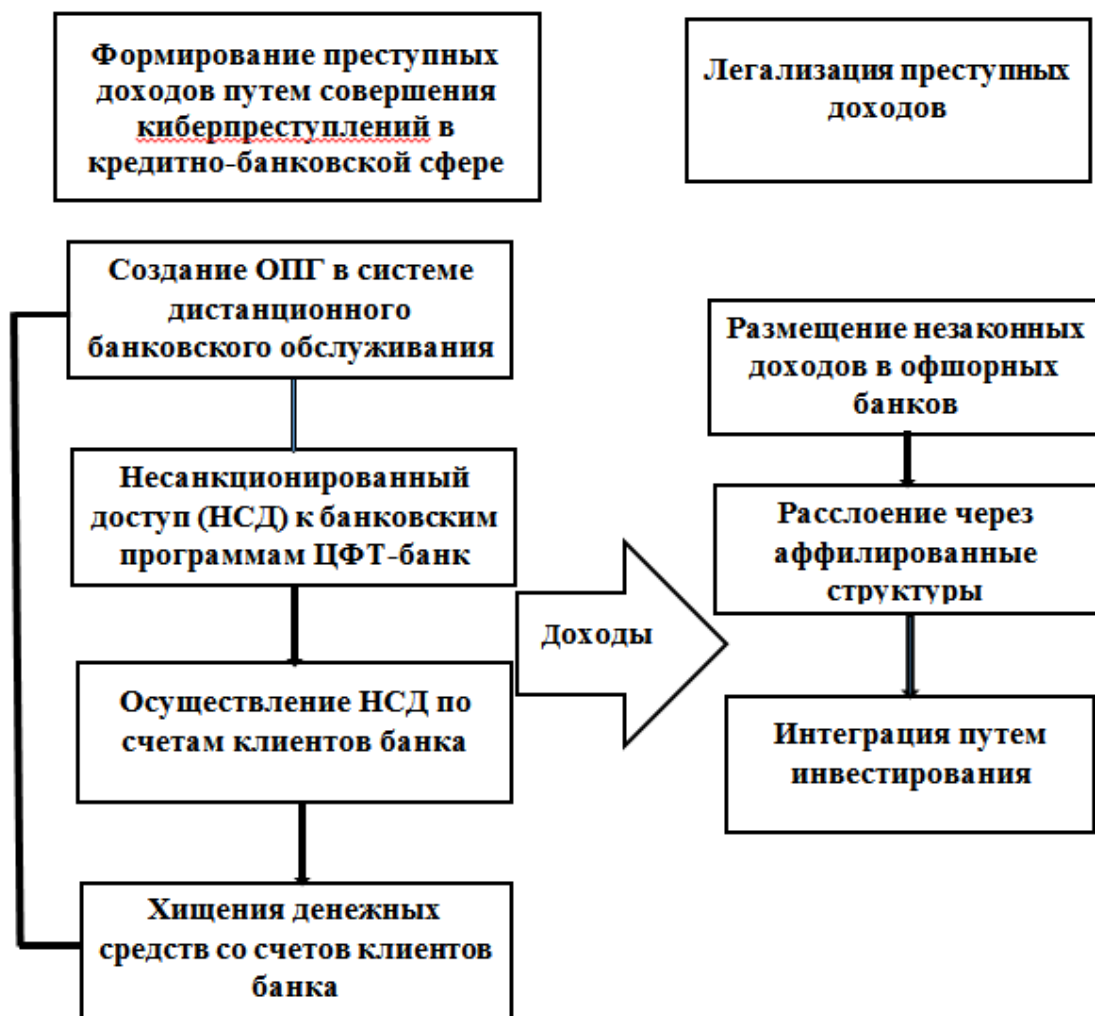 Формирование преступных
доходов путем совершения
киберпреступлений в
кредитно-банковской сфере
Легализация преступных
доходов
Создание ОПГ в системе
дистанционного
банковского обслуживания
Несанкционированный
доступ (НСД) к банковским
программам ЦФТ-банк
Осуществление НСД по
счетам клиентов банка
Хищения денежных
средств со счетов клиентов
банка
Доходы
Размещение незаконных
доходов в офшорных
банков
Расслоение через
аффилированные
структуры
Интеграция путем
инвестирования